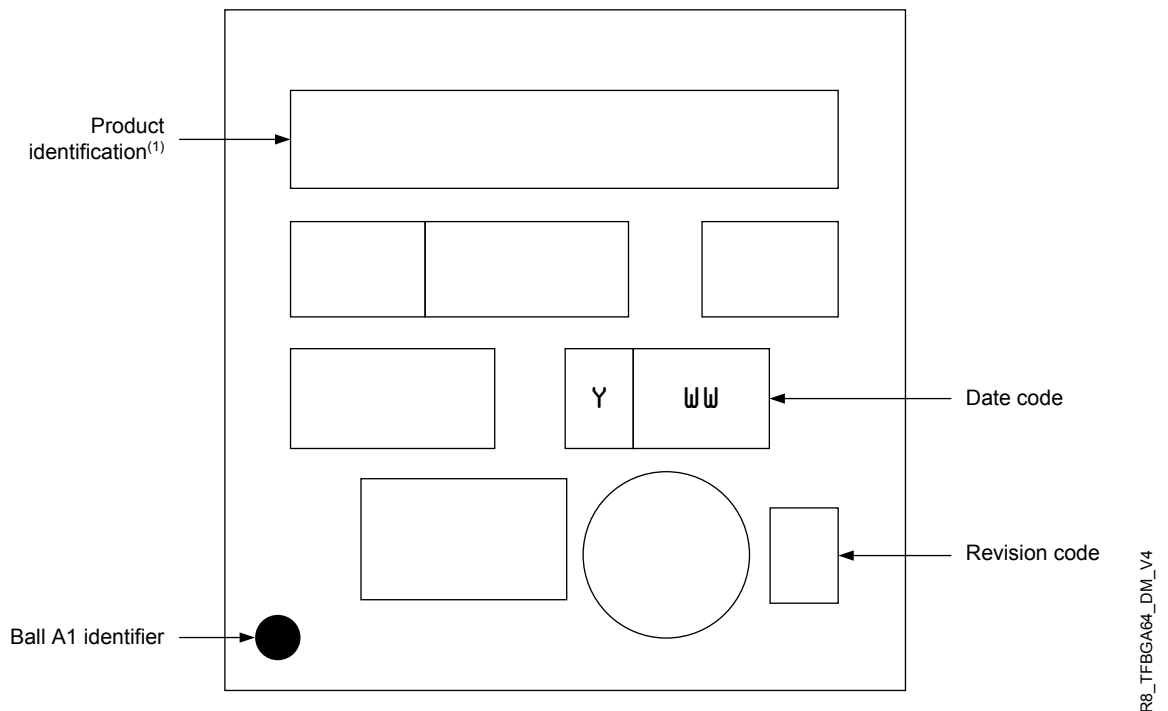 Product
identification(1)
Y WW
Date code
Revision code
Ball A1 identifier
R8_TFBGA64_DM_V4